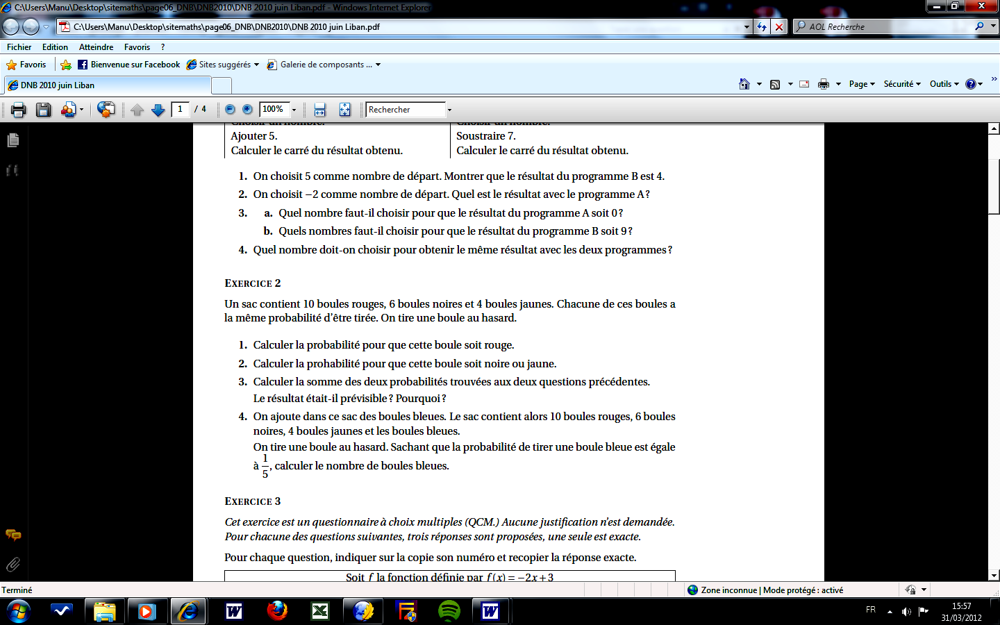 C:\Users\Manu\Desktop\sitemaths\page06_DNB\DNB2010\DNB 2010 juin Liban.pdf - Windows Internet Explorer
C:\Users\Manu\Desktop\sitemaths\page06_DNB\DNB2010\DNB 2010 juin Liban.pdf
AOL Recherche
Fichier Edition Atteindre Favoris ?
Favoris Bienvenue sur Facebook Sites suggérés Galerie de composants ...
DNB 2010 juin Liban
Page Sécurité Outils »
1 / 4 100% Rechercher
Choisir un nombre. Choisir un nombre.
Ajouter 5. Soustraire 7.
Calculer le carré du résultat obtenu. Calculer le carré du résultat obtenu.
1. On choisit 5 comme nombre de départ. Montrer que le résultat du programme B est 4.
2. On choisit −2 comme nombre de départ. Quel est le résultat avec le programme A ?
3. a. Quel nombre faut-il choisir pour que le résultat du programme A soit 0 ?
b. Quels nombres faut-il choisir pour que le résultat du programme B soit 9 ?
4. Quel nombre doit-on choisir pour obtenir le même résultat avec les deux programmes ?
EXERCICE 2
Un sac contient 10 boules rouges, 6 boules noires et 4 boules jaunes. Chacune de ces boules a
la même probabilité d'être tirée. On tire une boule au hasard.
1. Calculer la probabilité pour que cette boule soit rouge.
2. Calculer la prohabilité pour que cette boule soit noire ou jaune.
3. Calculer la somme des deux probabilités trouvées aux deux questions précédentes.
Le résultat était-il prévisible ? Pourquoi ?
4. On ajoute dans ce sac des boules bleues. Le sac contient alors 10 boules rouges, 6 boules
noires, 4 boules jaunes et les boules bleues.
On tire une boule au hasard. Sachant que la probabilité de tirer une boule bleue est égale
à 1/5, calculer le nombre de boules bleues.
EXERCICE 3
Cet exercice est un questionnaire à choix multiples (QCM.) Aucune justification n'est demandée.
Pour chacune des questions suivantes, trois réponses sont proposées, une seule est exacte.
Pour chaque question, indiquer sur la copie son numéro et recopier la réponse exacte.
Soit f la fonction définie par f(x) = −2x+3
Terminé Zone inconnue | Mode protégé : activé
FR 15:57
31/03/2012